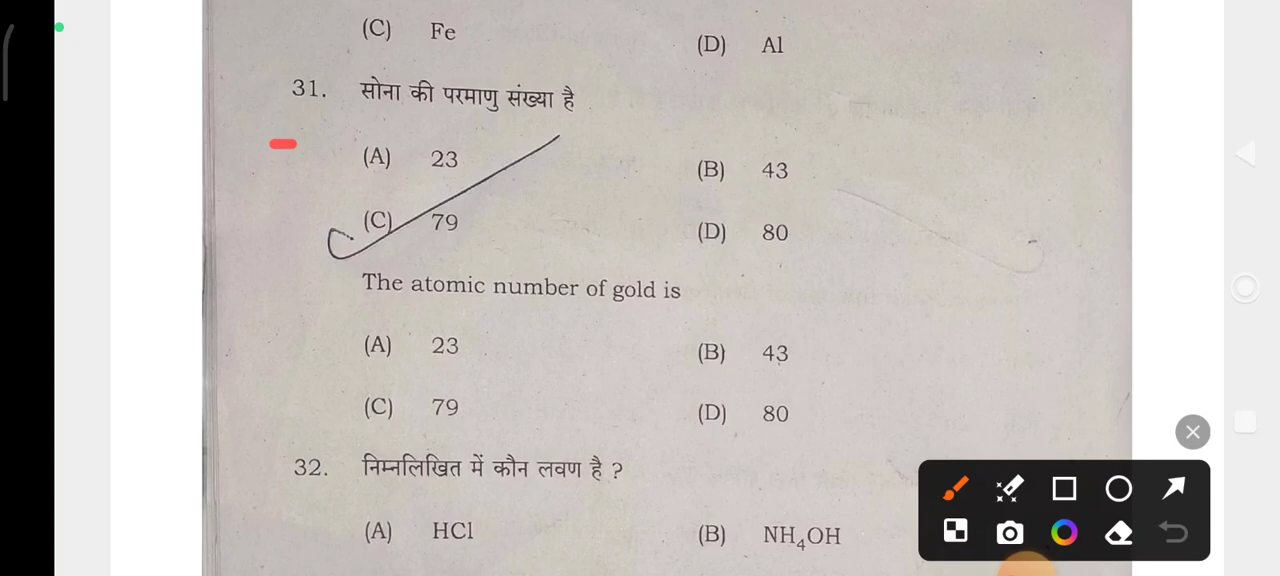 (C) Fe (D) Al
31. सोना की परमाणु संख्या है
(A) 23 (B) 43
(C) 79 (D) 80
The atomic number of gold is
(A) 23 (B) 43
(C) 79 (D) 80
32. निम्नलिखित में कौन लवण है ?
(A) HCl (B) NH₄OH